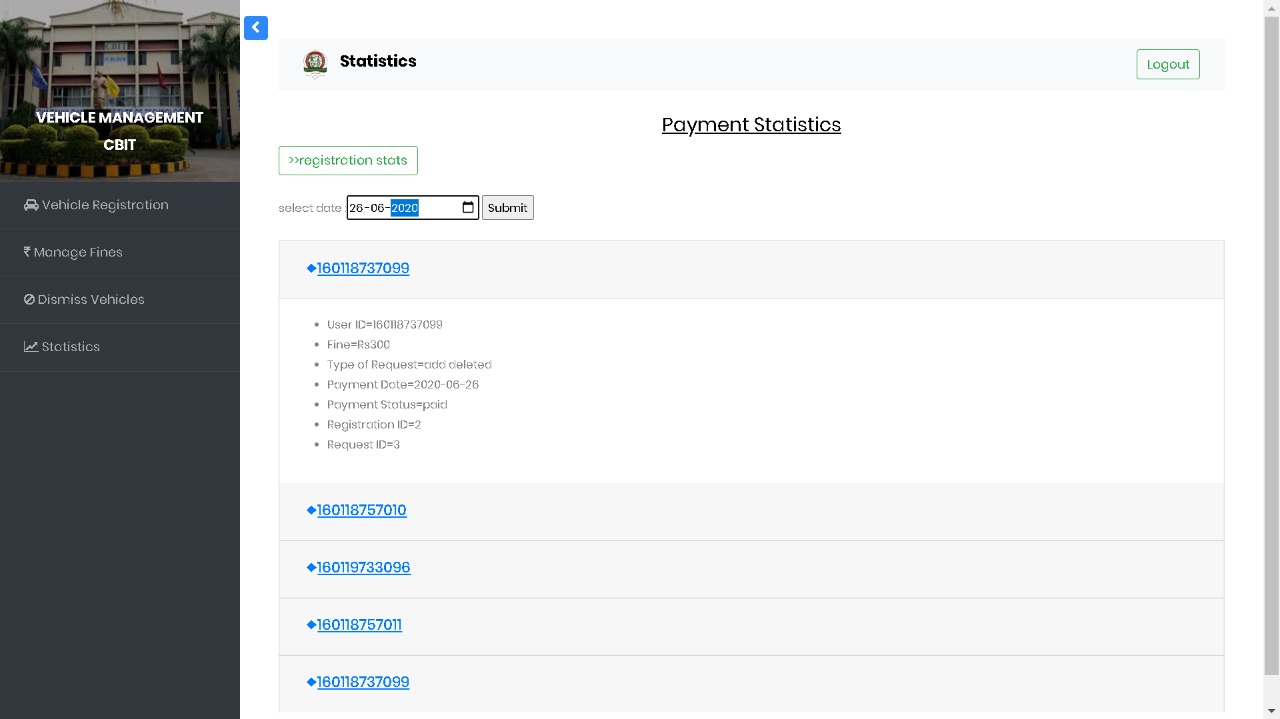 VEHICLE MANAGEMENT
CBIT
Vehicle Registration
₹ Manage Fines
Dismiss Vehicles
Statistics
Statistics
Logout
Payment Statistics
>>registration stats
select date :26-06-2020 Submit
160118737099
User ID=160118737099
Fine=Rs300
Type of Request=add deleted
Payment Date=2020-06-26
Payment Status=paid
Registration ID=2
Request ID=3
160118757010
160119733096
160118757011
160118737099